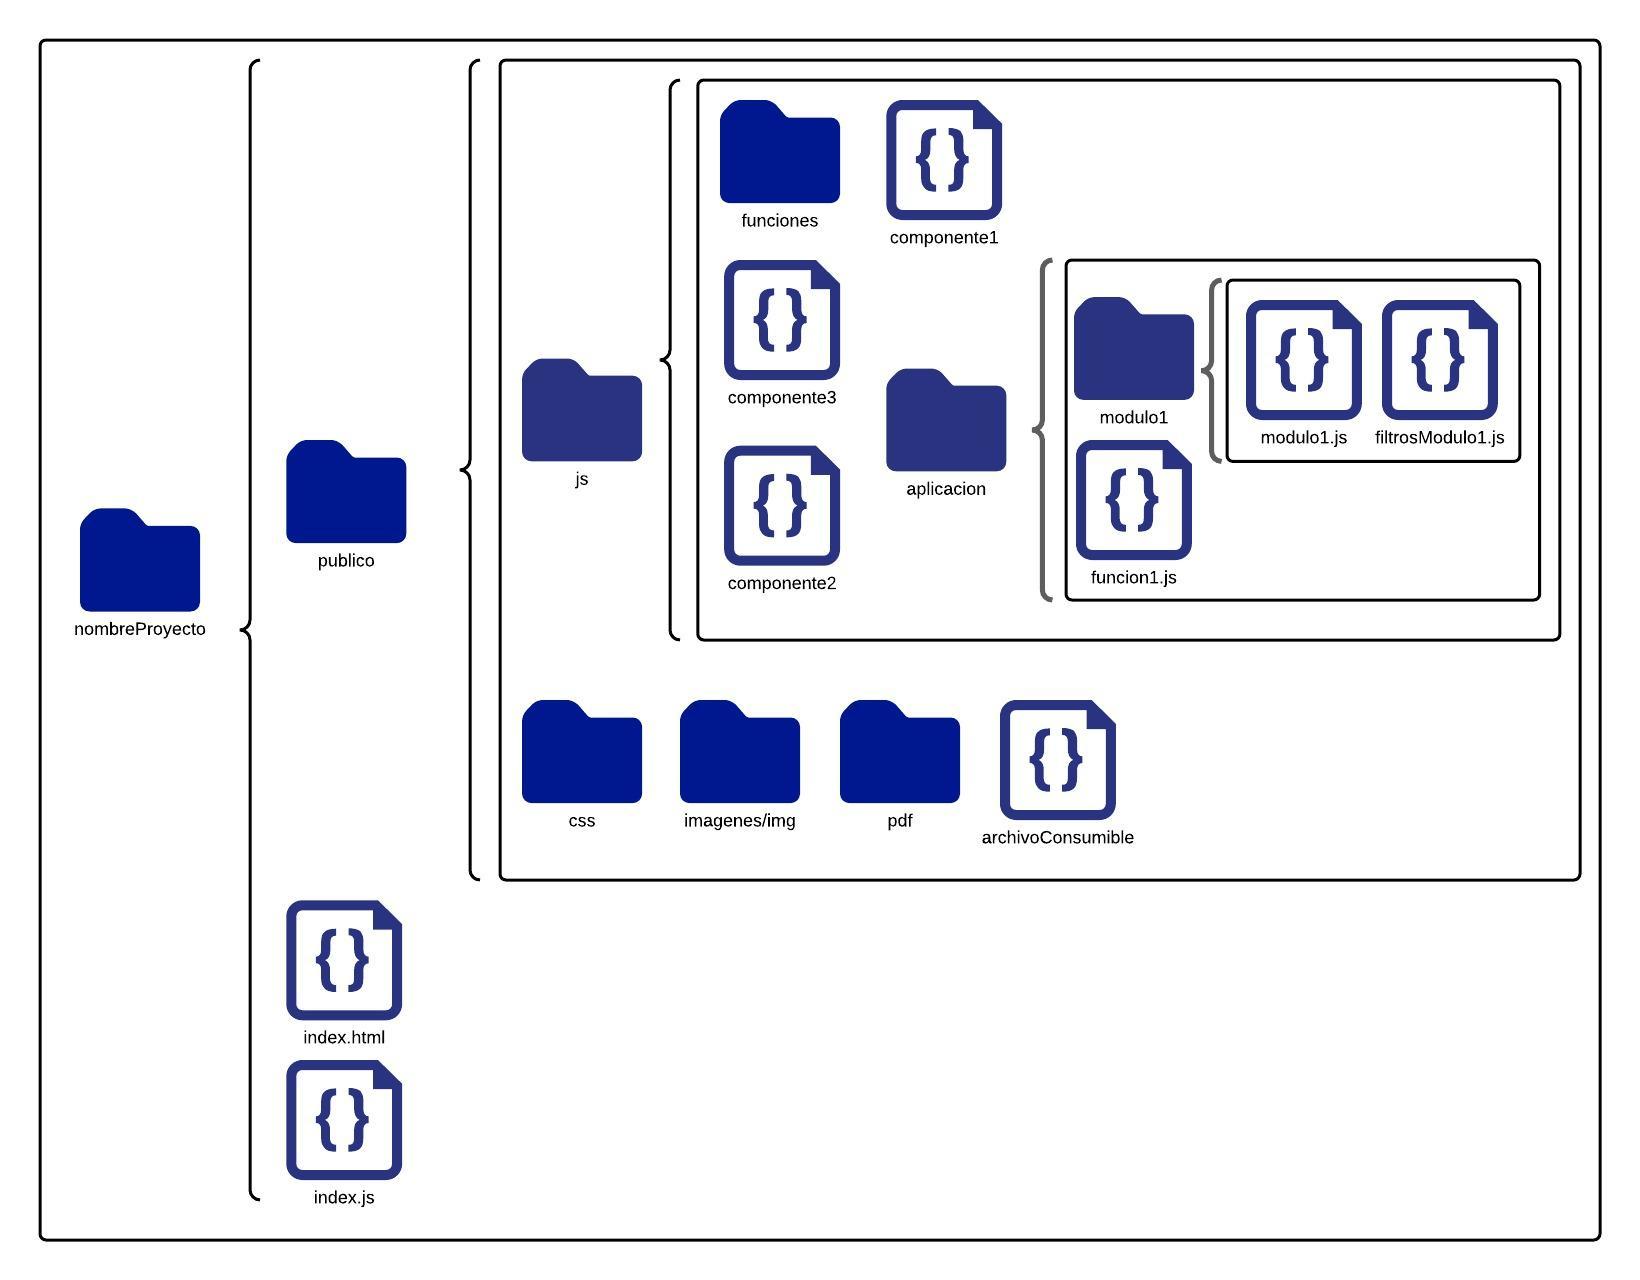 nombreProyecto
publico
js
funciones
componente1
componente3
componente2
aplicacion
modulo1
modulo1.js
filtrosModulo1.js
funcion1.js
css
imagenes/img
pdf
archivoConsumible
index.html
index.js